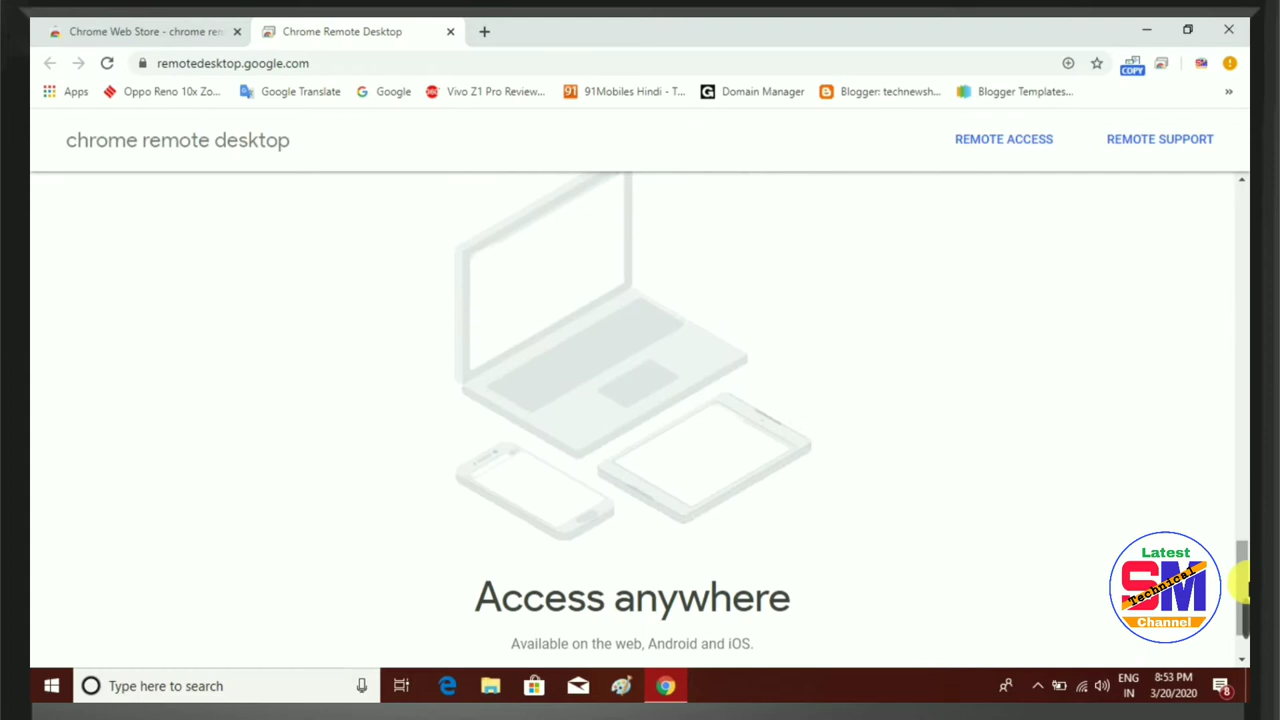 Chrome Web Store - chrome rem
Chrome Remote Desktop
remotedesktop.google.com
COPY
Apps
Oppo Reno 10x Zo...
Google Translate
Google
Vivo Z1 Pro Review...
91
91Mobiles Hindi - T...
Domain Manager
Blogger: technewsh...
Blogger Templates...
chrome remote desktop
REMOTE ACCESS
REMOTE SUPPORT
Access anywhere
Available on the web, Android and iOS.
Latest
SM
Technical
Channel
Type here to search
ENG
IN
8:53 PM
3/20/2020
8